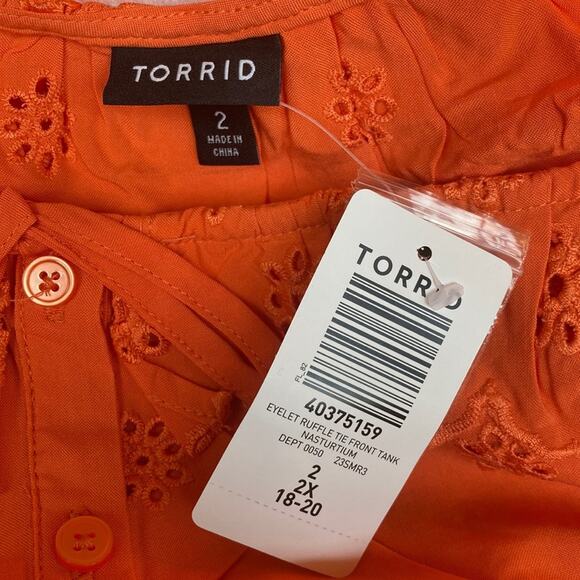 TORRID
2
MADE IN
CHINA
TORRID
FL_82
40375159
EYELET RUFFLE TIE FRONT TANK
NASTURTIUM
DEPT 0050 23SMR3
2
2X
18-20